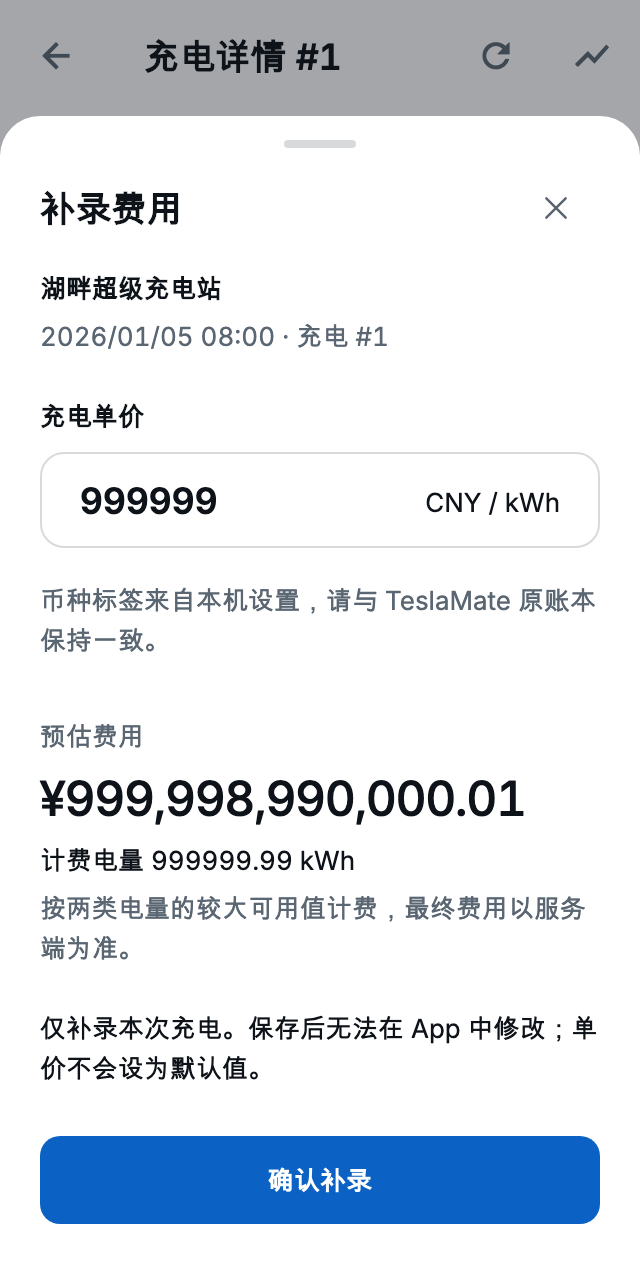 充电详情 #1
补录费用
湖畔超级充电站
2026/01/05 08:00 · 充电 #1
充电单价
999999 CNY / kWh
币种标签来自本机设置，请与 TeslaMate 原账本
保持一致。
预估费用
¥999,998,990,000.01
计费电量 999999.99 kWh
按两类电量的较大可用值计费，最终费用以服务
端为准。
仅补录本次充电。保存后无法在 App 中修改；单
价不会设为默认值。
确认补录